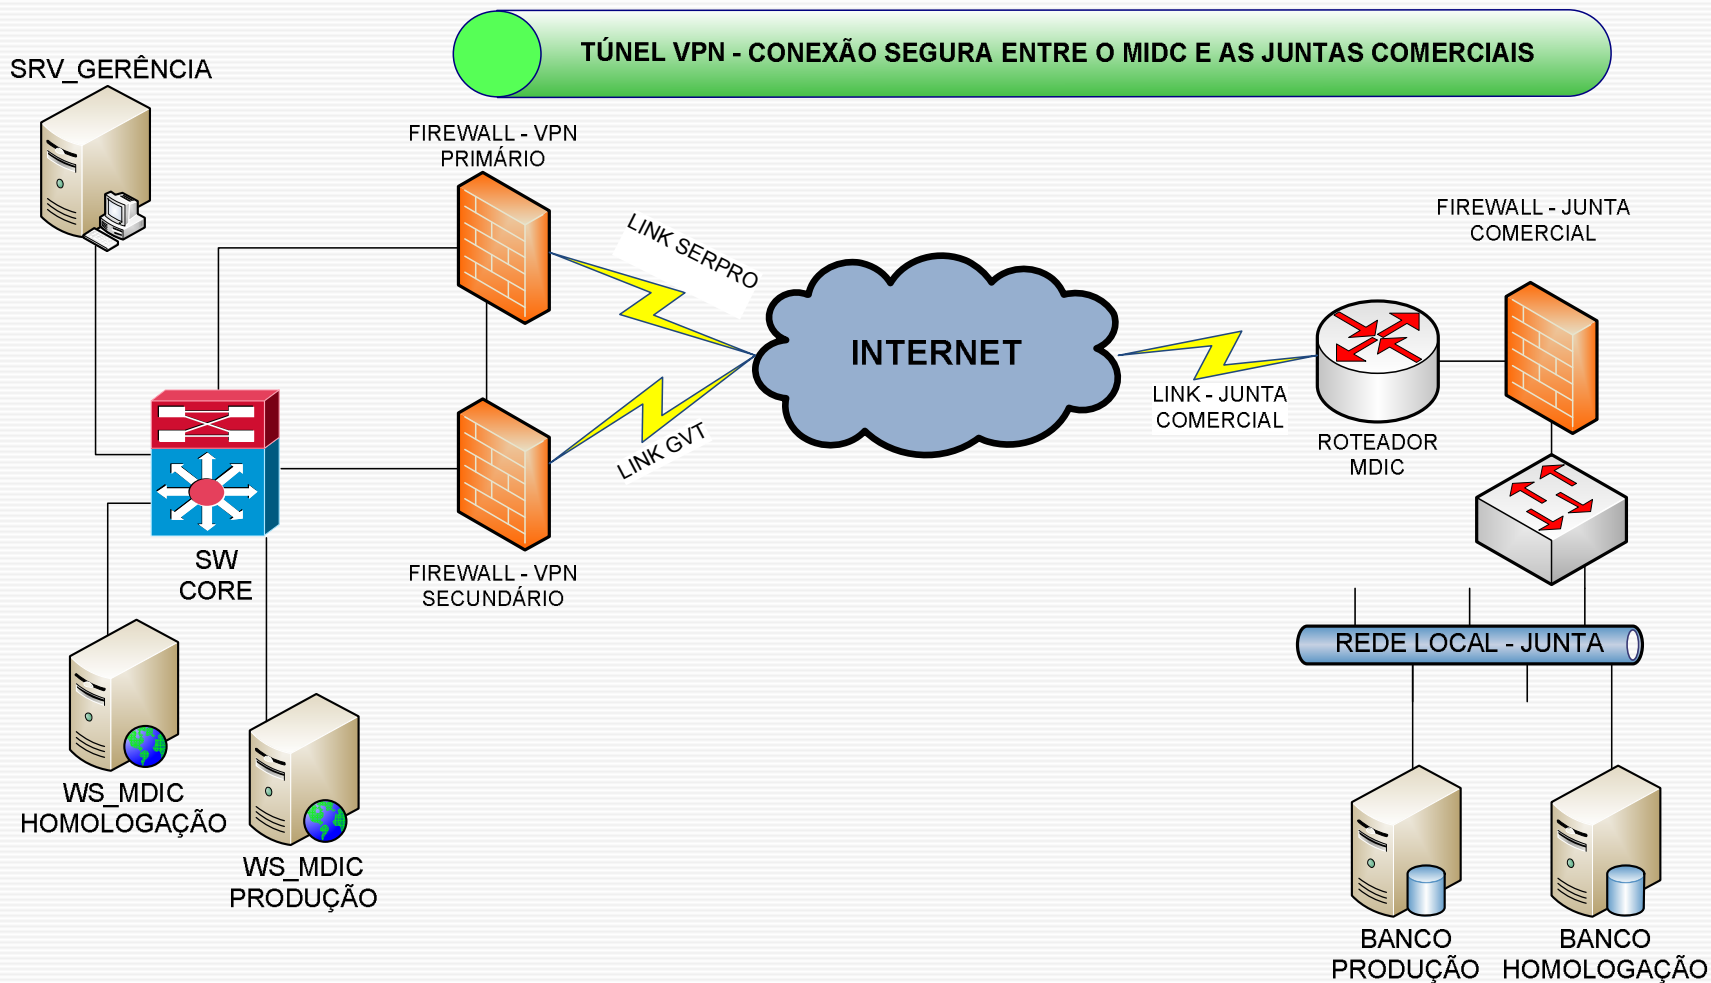 TÚNEL VPN - CONEXÃO SEGURA ENTRE O MIDC E AS JUNTAS COMERCIAIS
SRV_GERÊNCIA
FIREWALL - VPN
PRIMÁRIO
LINK SERPRO
FIREWALL - JUNTA
COMERCIAL
INTERNET
LINK - JUNTA
COMERCIAL
ROTEADOR
MDIC
LINK GVT
SW
CORE
FIREWALL - VPN
SECUNDÁRIO
REDE LOCAL - JUNTA
WS_MDIC
HOMOLOGAÇÃO
WS_MDIC
PRODUÇÃO
BANCO
PRODUÇÃO
BANCO
HOMOLOGAÇÃO